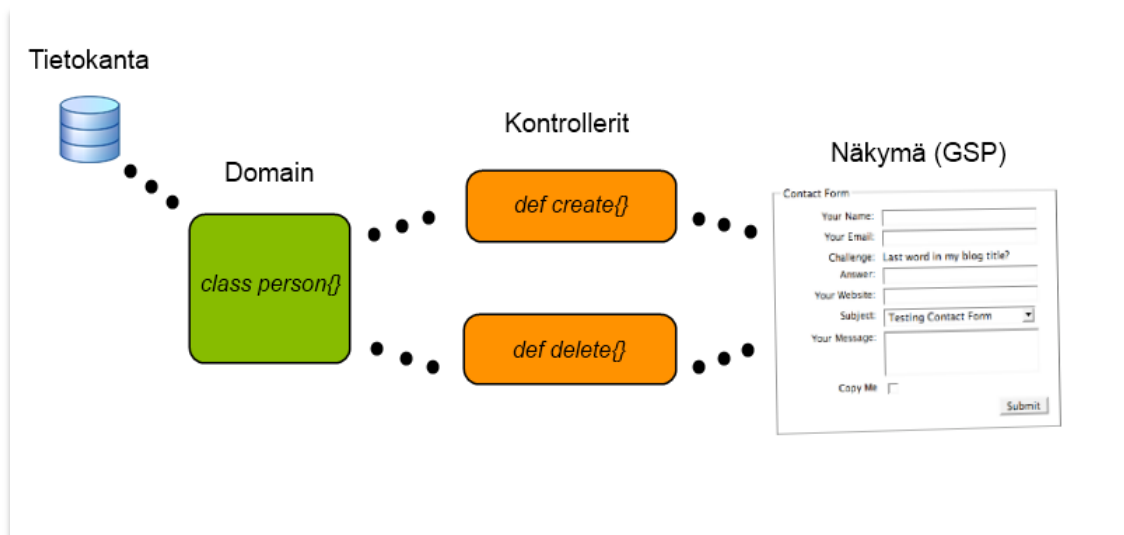 Tietokanta
Domain
class person{}
Kontrollerit
def create{}
def delete{}
Näkymä (GSP)
Contact Form
Your Name:
Your Email:
Challenge: Last word in my blog title?
Answer:
Your Website:
Subject: Testing Contact Form
Your Message:
Copy Me
Submit